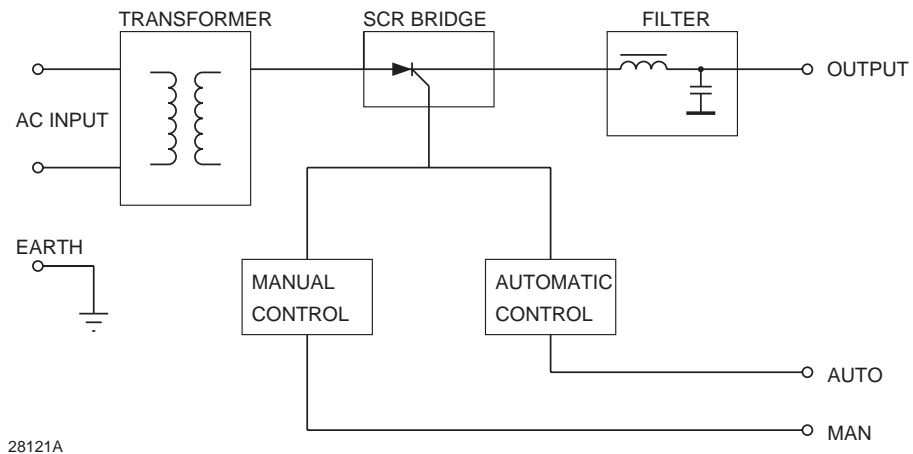 TRANSFORMER
SCR BRIDGE
FILTER
OUTPUT
AC INPUT
EARTH
MANUAL
CONTROL
AUTOMATIC
CONTROL
AUTO
MAN
28121A